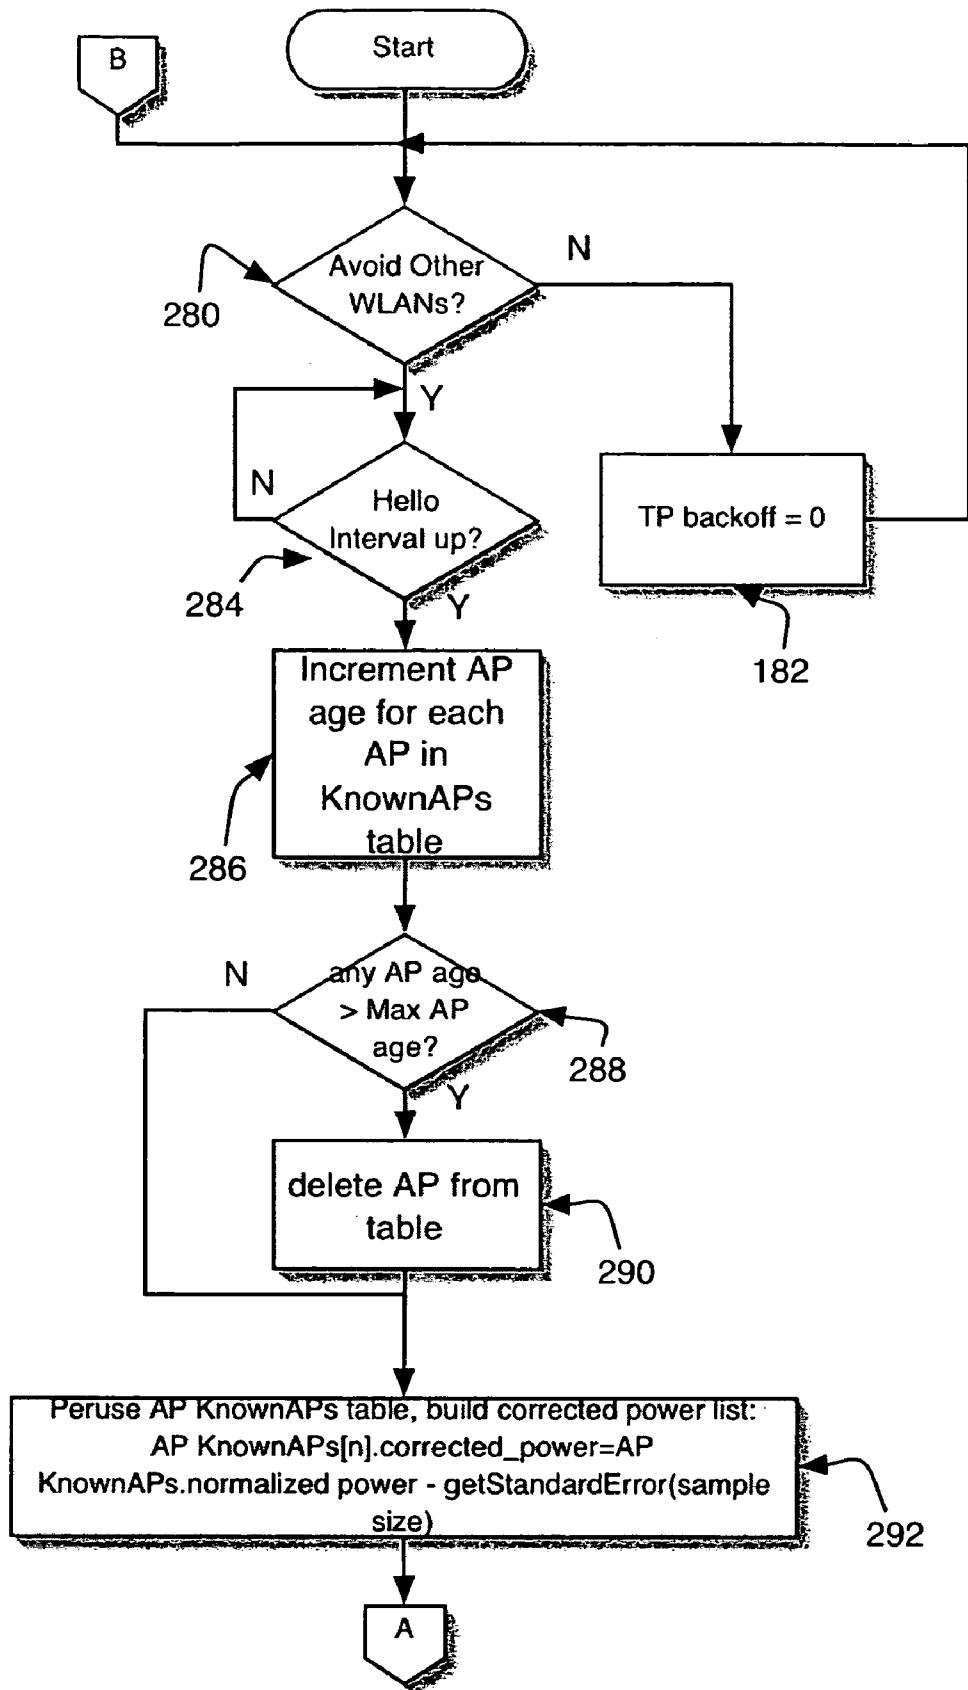 B
Start
Avoid Other
WLANs?
N
280
Y
N
Hello
Interval up?
TP backoff = 0
284
Y
182
Increment AP
age for each
AP in
KnownAPs
table
286
N
any AP age
> Max AP
age?
288
Y
delete AP from
table
290
Peruse AP KnownAPs table, build corrected power list:
AP KnownAPs[n].corrected_power=AP
KnownAPs.normalized power - getStandardError(sample
size)
292
A